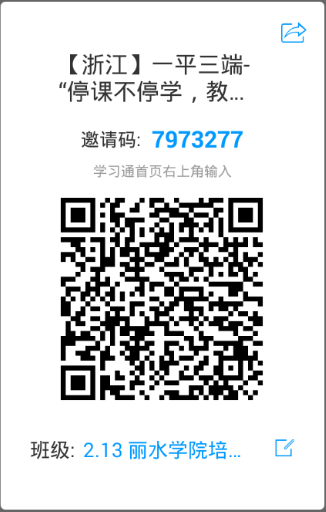 【浙江】一平三端-
“停课不停学，教...
邀请码: 7973277
学习通首页右上角输入
班级: 2.13 丽水学院培...